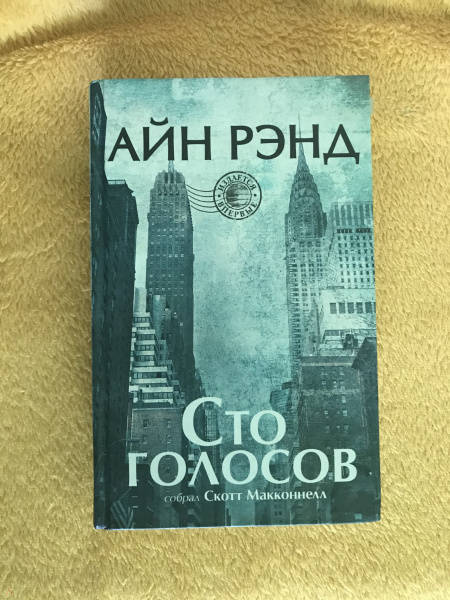 АЙН РЭНД
ИЗДАЕТСЯ
ВПЕРВЫЕ
Сто
голосов
собрал Скотт Макконнелл